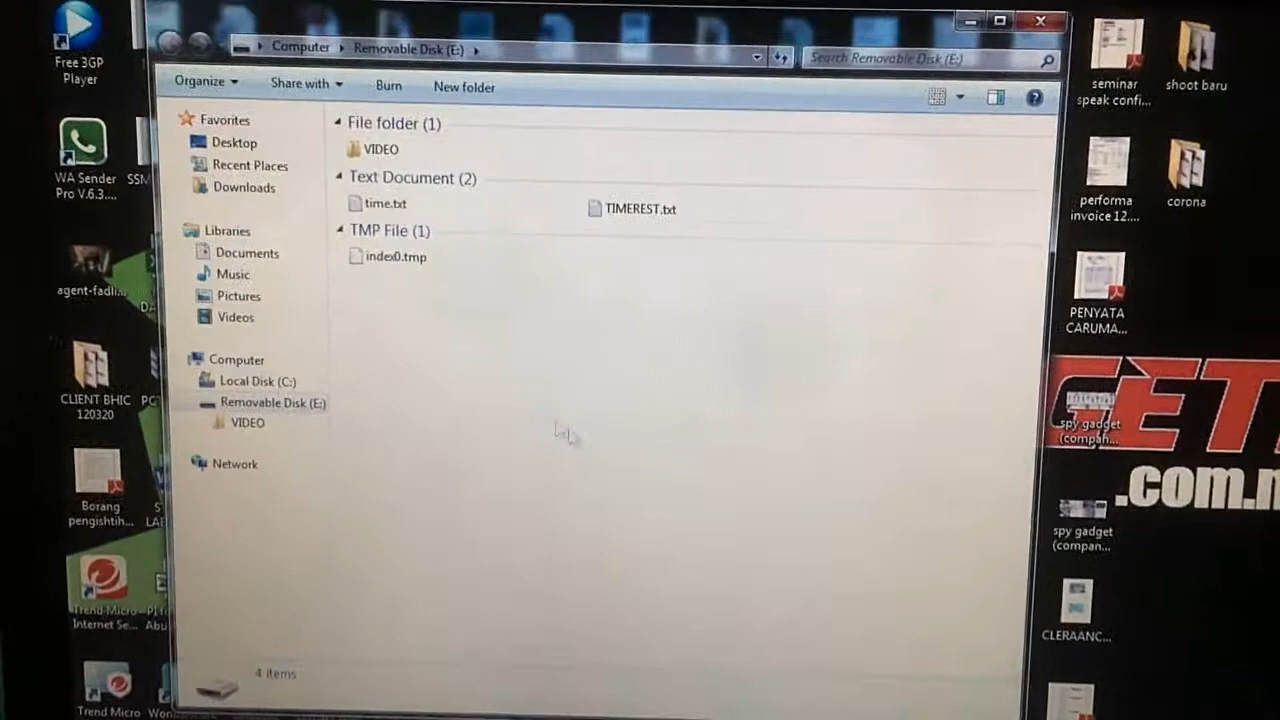 Free 3GP
Player
WA Sender
Pro V.6.3....
SSM
agent-fadli...
CLIENT BHIC
120320
Borang
pengishtih...
Trend Micro
Internet Se...
Abu
Trend Micro
Computer
Removable Disk (E:)
Search Removable Disk (E:)
Organize
Share with
Burn
New folder
Favorites
Desktop
Recent Places
Downloads
Libraries
Documents
Music
Pictures
Videos
Computer
Local Disk (C:)
Removable Disk (E:)
VIDEO
Network
File folder (1)
VIDEO
Text Document (2)
time.txt
TIMEREST.txt
TMP File (1)
index0.tmp
4 items
seminar
speak confi...
shoot baru
performa
invoice 12....
corona
PENYATA
CARUMA...
GET
.com.m
spy gadget
(compan...
spy gadget
(compan...
CLERAANC...